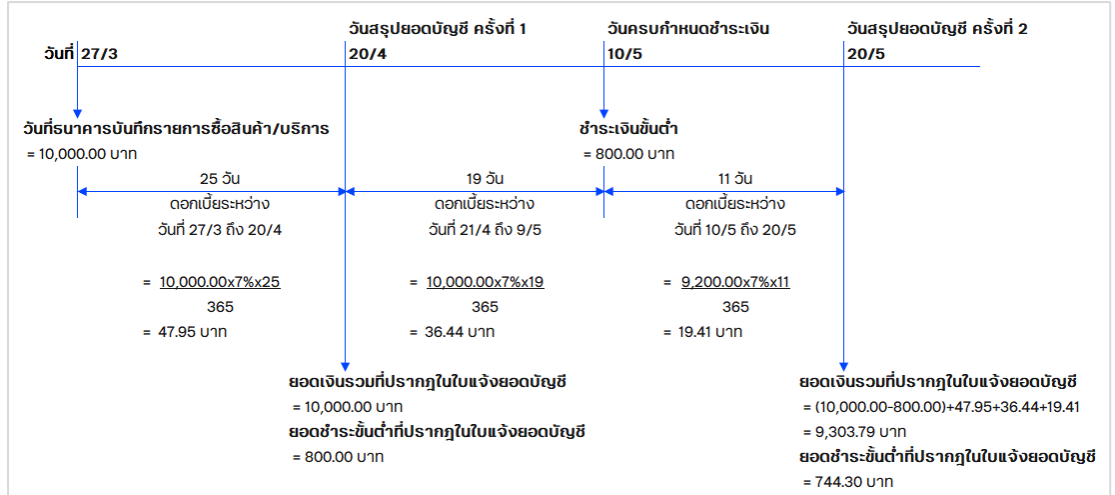 วันสรุปยอดบัญชี ครั้งที่ 1
วันครบกำหนดชำระเงิน
วันสรุปยอดบัญชี ครั้งที่ 2
วันที่ 27/3
20/4
10/5
20/5
วันที่ธนาคารบันทึกรายการซื้อสินค้า/บริการ
= 10,000.00 บาท
ชำระเงินขั้นต่ำ
= 800.00 บาท
25 วัน
ดอกเบี้ยระหว่าง
วันที่ 27/3 ถึง 20/4
= 10,000.00x7%x25
365
= 47.95 บาท
19 วัน
ดอกเบี้ยระหว่าง
วันที่ 21/4 ถึง 9/5
= 10,000.00x7%x19
365
= 36.44 บาท
11 วัน
ดอกเบี้ยระหว่าง
วันที่ 10/5 ถึง 20/5
= 9,200.00x7%x11
365
= 19.41 บาท
ยอดเงินรวมที่ปรากฎในใบแจ้งยอดบัญชี
= 10,000.00 บาท
ยอดชำระขั้นต่ำที่ปรากฎในใบแจ้งยอดบัญชี
= 800.00 บาท
ยอดเงินรวมที่ปรากฎในใบแจ้งยอดบัญชี
= (10,000.00-800.00)+47.95+36.44+19.41
= 9,303.79 บาท
ยอดชำระขั้นต่ำที่ปรากฎในใบแจ้งยอดบัญชี
= 744.30 บาท